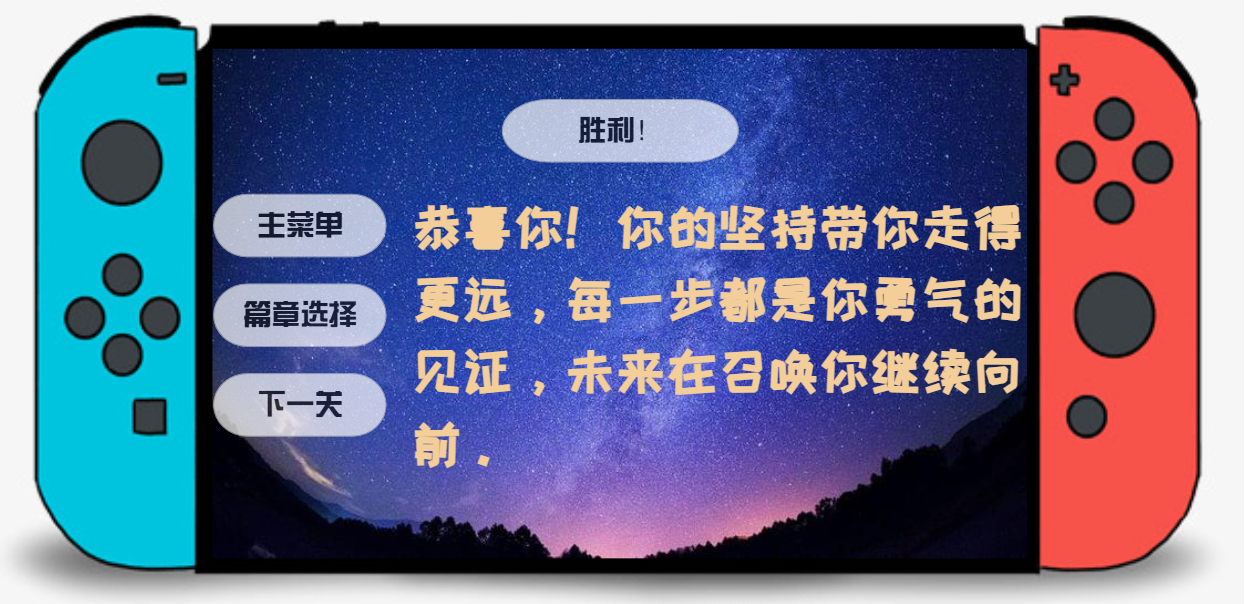 胜利！
主菜单
篇章选择
下一关
恭喜你！你的坚持带你走得
更远，每一步都是你勇气的
见证，未来在召唤你继续向
前。